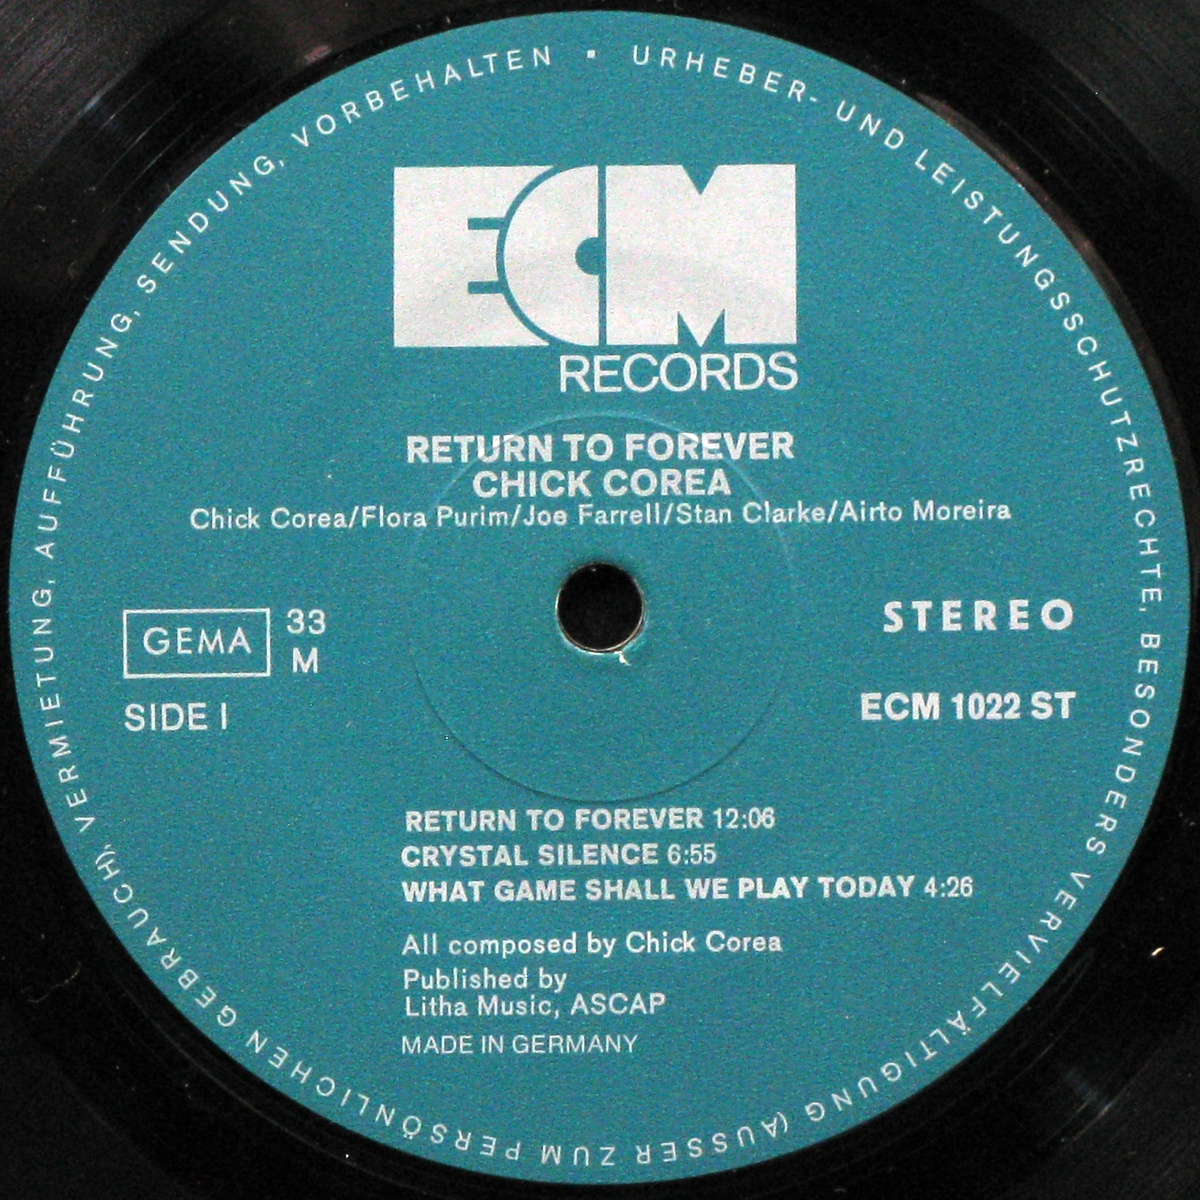 URHEBER- UND LEISTUNGSSCHUTZRECHTE, BESONDERS VERVIELFÄLTIGUNG (AUSSER ZUM PERSÖNLICHEN GEBRAUCH), VERMIETUNG, AUFFÜHRUNG, SENDUNG, VORBEHALTEN •
ECM
RECORDS
RETURN TO FOREVER
CHICK COREA
Chick Corea/Flora Purim/Joe Farrell/Stan Clarke/Airto Moreira
GEMA 33 STEREO
M
SIDE I ECM 1022 ST
RETURN TO FOREVER 12:06
CRYSTAL SILENCE 6:55
WHAT GAME SHALL WE PLAY TODAY 4:26
All composed by Chick Corea
Published by
Litha Music, ASCAP
MADE IN GERMANY